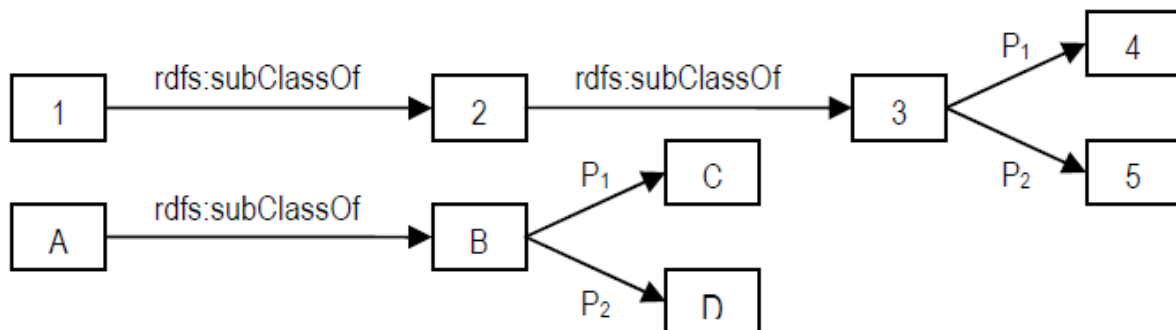 P₁
4
rdfs:subClassOf
rdfs:subClassOf
1
2
3
P₂
5
P₁
C
rdfs:subClassOf
A
B
P₂
D